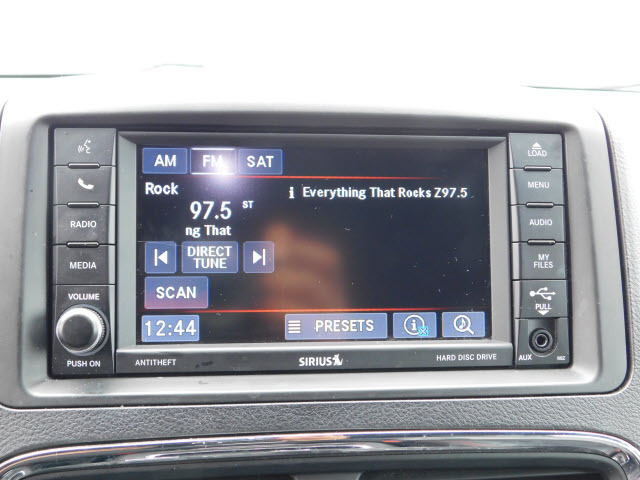 AM FM SAT
Rock
i Everything That Rocks Z97.5
97.5 ST
ng That
DIRECT TUNE
SCAN
12:44
PRESETS
RADIO
MEDIA
VOLUME
PUSH ON
LOAD
MENU
AUDIO
MY FILES
PULL
AUX
ANTITHEFT
SIRIUS
HARD DISC DRIVE